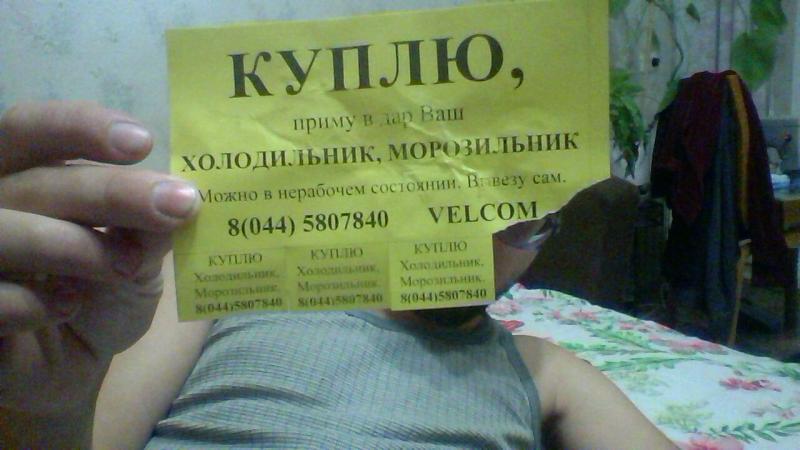 КУПЛЮ,
приму в дар Ваш
ХОЛОДИЛЬНИК, МОРОЗИЛЬНИК
Можно в нерабочем состоянии. Вывезу сам.
8(044) 5807840 VELCOM
КУПЛЮ
Холодильник,
Морозильник.
8(044)5807840
КУПЛЮ
Холодильник,
Морозильник.
8(044)5807840
КУПЛЮ
Холодильник,
Морозильник.
8(044)5807840